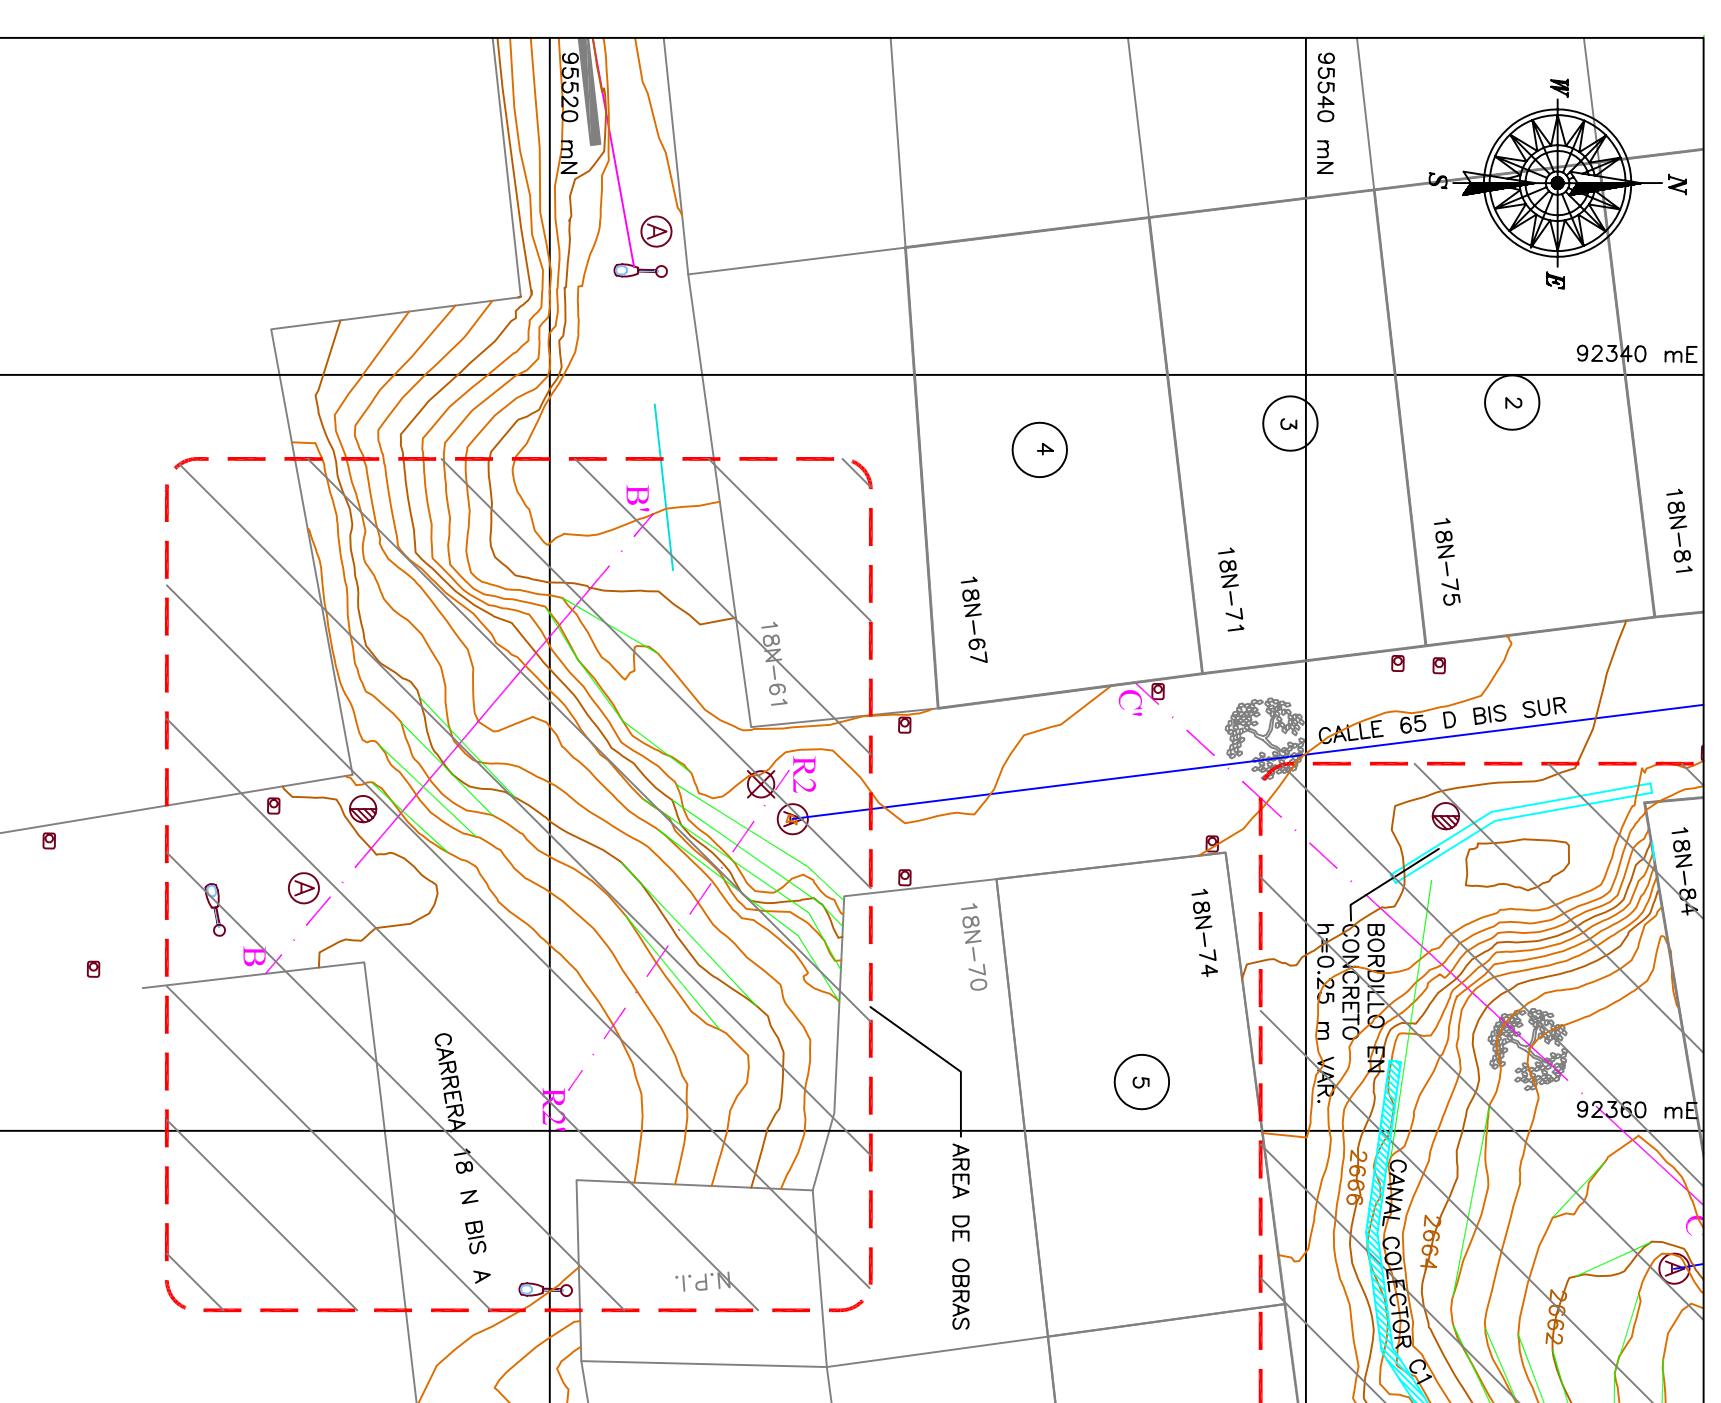 95520 mN
95540 mN
W
N
S
E
92340 mE
A
2
3
4
18N-81
18N-75
18N-71
18N-67
18N-61
B'
C'
CALLE 65 D BIS SUR
R2
18N-84
18N-74
18N-70
A
B
BORDILLO EN
CONCRETO
h=0.25 m VAR.
5
92360 mE
CARRERA 18 N BIS A
R2'
AREA DE OBRAS
2666
CANAL COLECTOR C1
2664
2662
C
A
N.P.I.